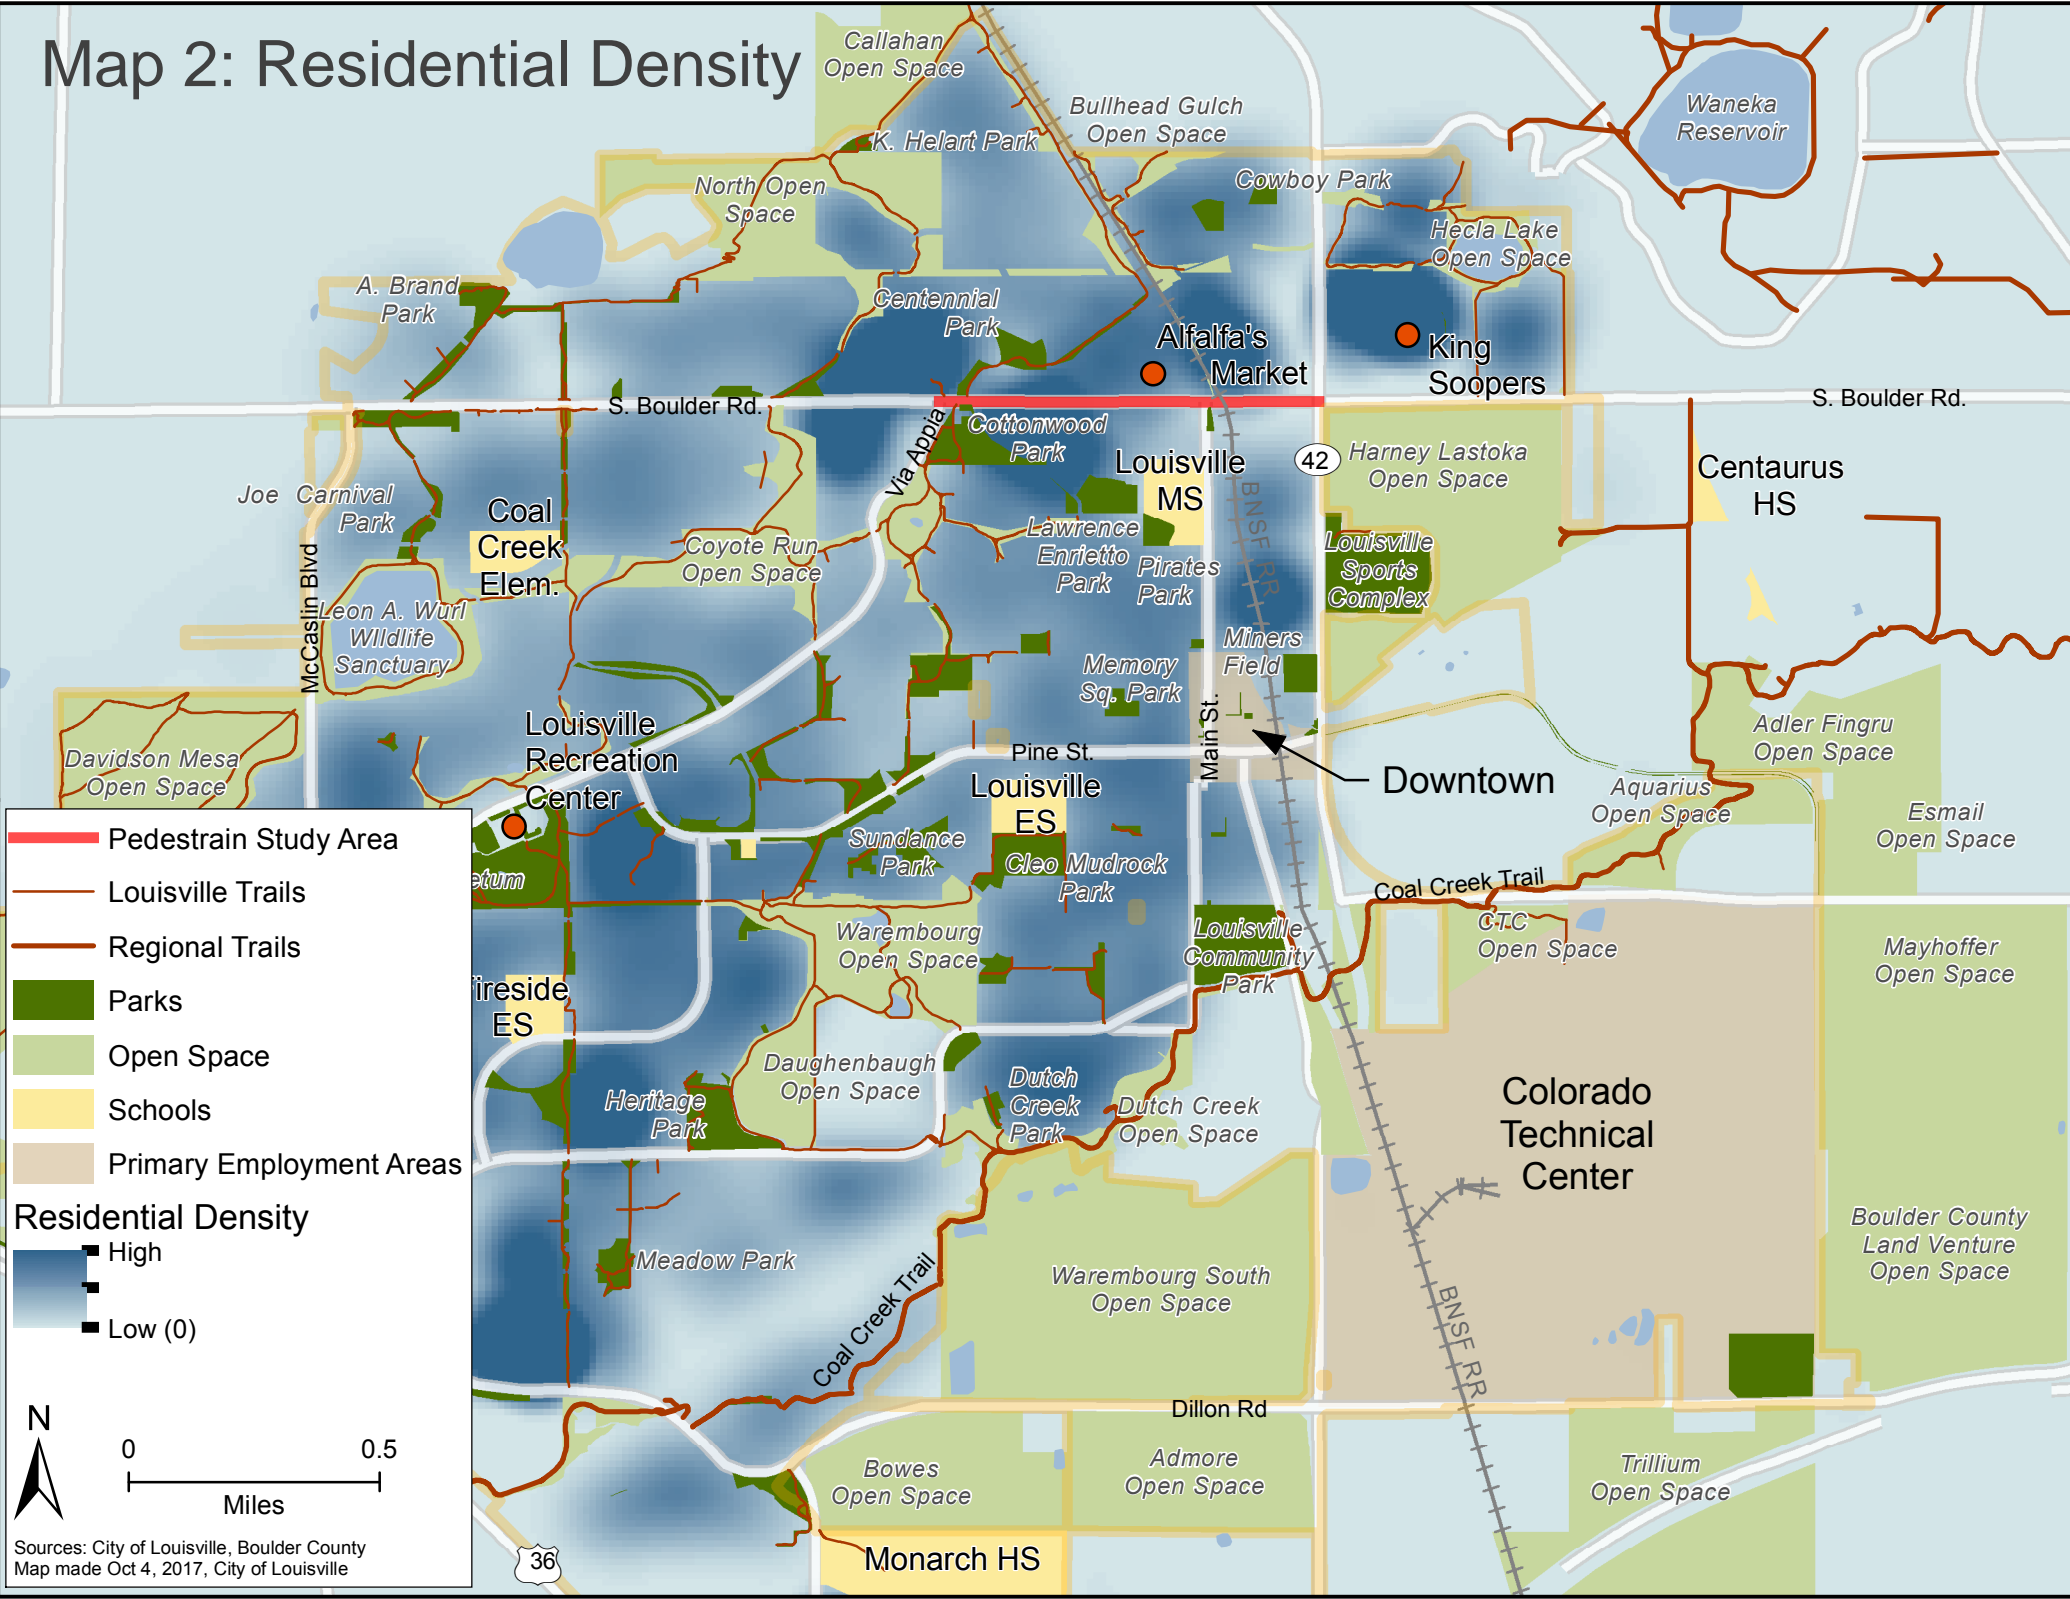 Map 2: Residential Density
Callahan
Open Space
Bullhead Gulch
Open Space
K. Helart Park
Waneka
Reservoir
North Open
Space
Cowboy Park
Hecla Lake
Open Space
A. Brand
Park
Centennial
Park
Alfalfa's
Market
King
Soopers
S. Boulder Rd.
S. Boulder Rd.
Via Appia
Cottonwood
Park
Louisville
MS
42
Harney Lastoka
Open Space
Centaurus
HS
Joe Carnival
Park
Coal
Creek
Elem.
Coyote Run
Open Space
Lawrence
Enrietto
Park
Pirates
Park
BNSF RR
Louisville
Sports
Complex
McCaslin Blvd
Leon A. Wurl
WIldlife
Sanctuary
Miners
Field
Memory
Sq. Park
Main St.
Davidson Mesa
Open Space
Louisville
Recreation
Center
Pine St.
Downtown
Adler Fingru
Open Space
Aquarius
Open Space
Esmail
Open Space
Louisville
ES
Sundance
Park
Cleo Mudrock
Park
etum
Coal Creek Trail
CTC
Open Space
Warembourg
Open Space
Louisville
Community
Park
Mayhoffer
Open Space
ireside
ES
Daughenbaugh
Open Space
Heritage
Park
Dutch
Creek
Park
Dutch Creek
Open Space
Colorado
Technical
Center
Meadow Park
Coal Creek Trail
Warembourg South
Open Space
Boulder County
Land Venture
Open Space
BNSF RR
Dillon Rd
Bowes
Open Space
Admore
Open Space
Trillium
Open Space
Monarch HS
36
Pedestrain Study Area
Louisville Trails
Regional Trails
Parks
Open Space
Schools
Primary Employment Areas
Residential Density
High
Low (0)
N
0 0.5
Miles
Sources: City of Louisville, Boulder County
Map made Oct 4, 2017, City of Louisville